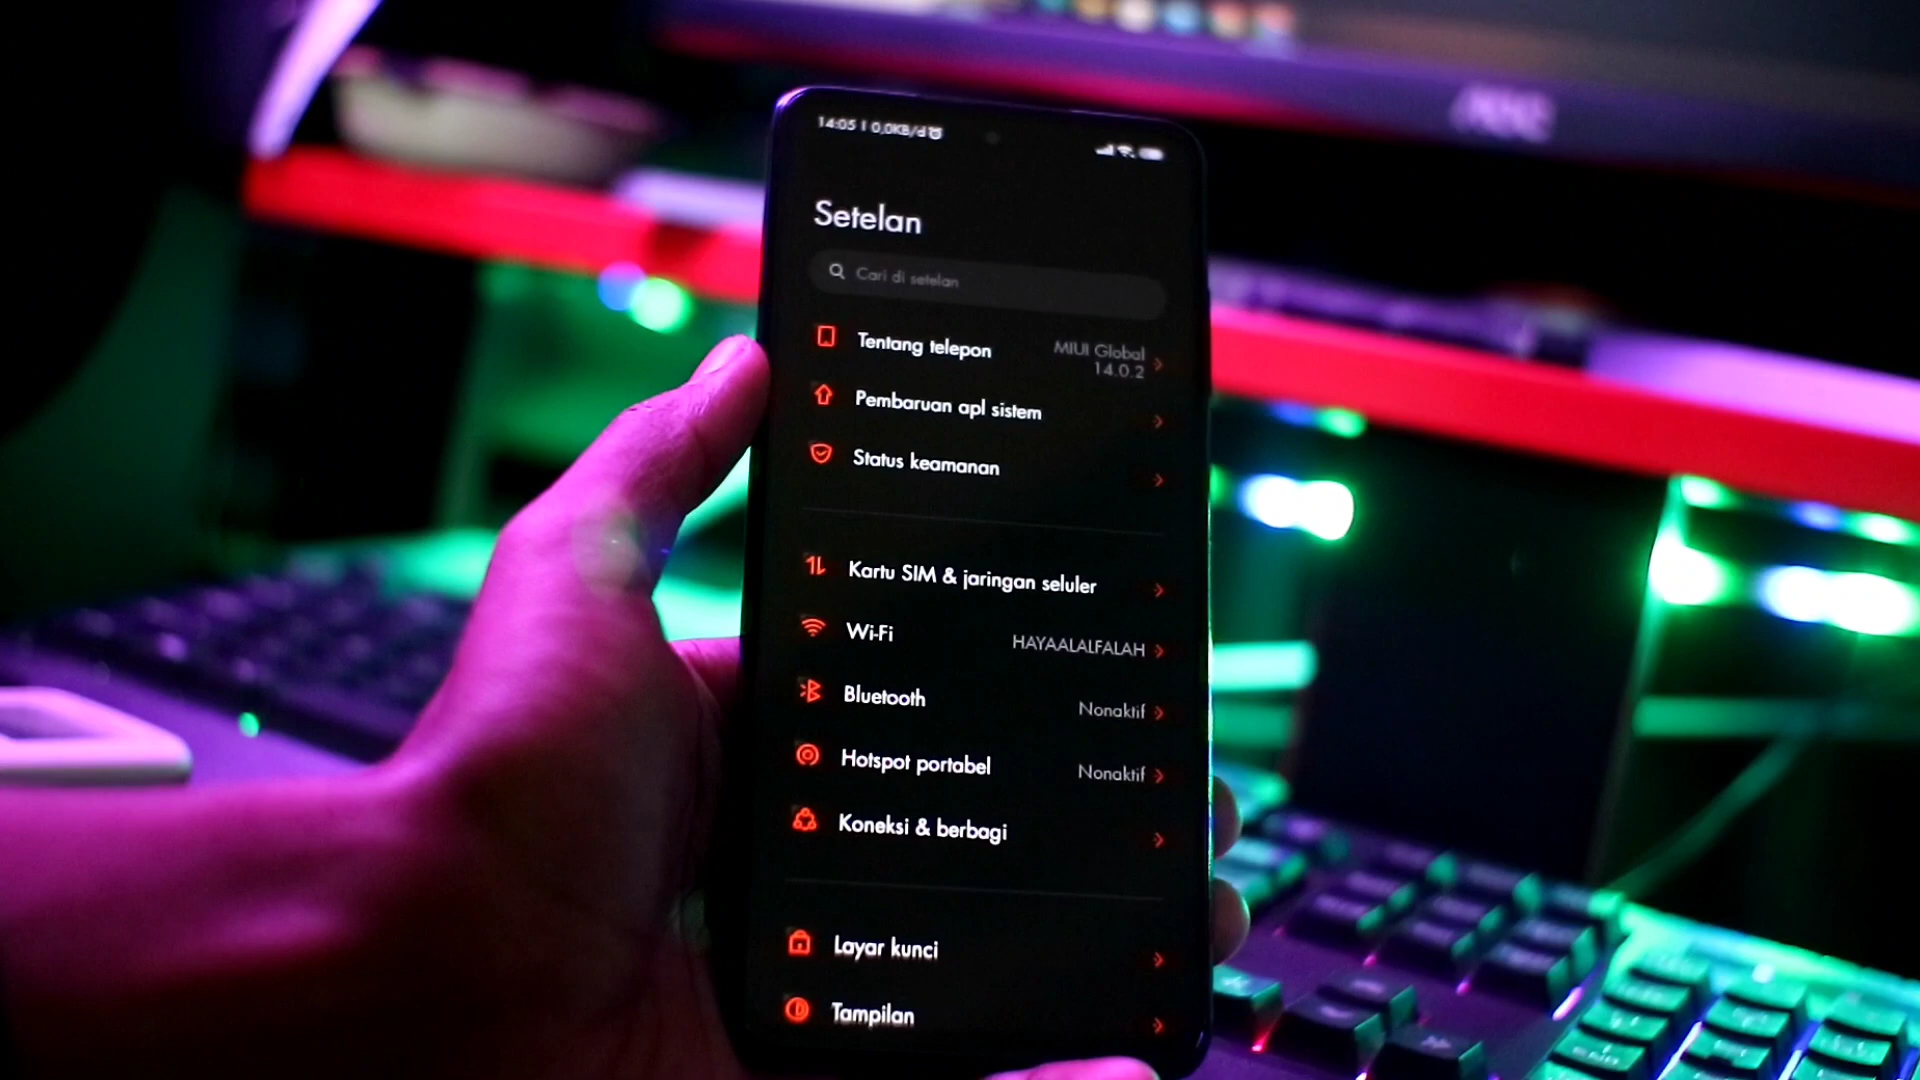 14:05 | 0,0KB/d
Setelan
Cari di setelan
Tentang telepon
MIUI Global
14.0.2
Pembaruan apl sistem
Status keamanan
Kartu SIM & jaringan seluler
Wi-Fi
HAYAALALFALAH
Bluetooth
Nonaktif
Hotspot portabel
Nonaktif
Koneksi & berbagi
Layar kunci
Tampilan